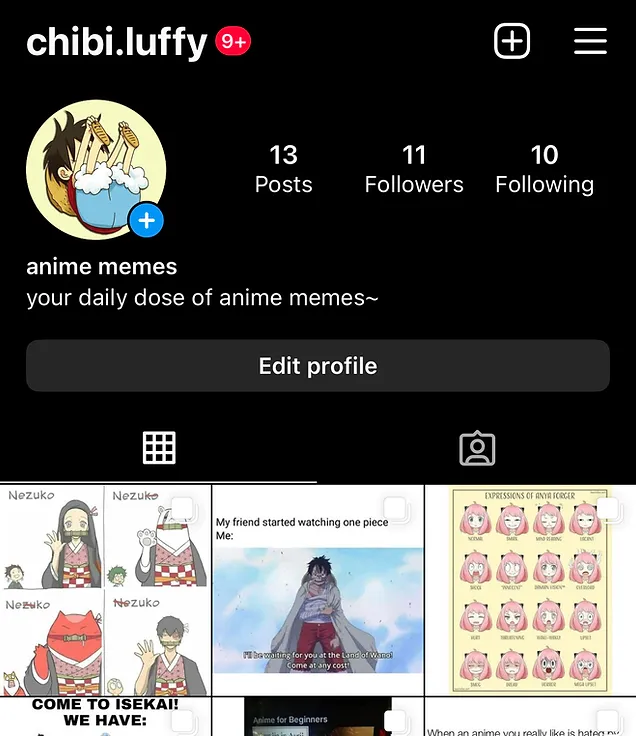 chibi.luffy 9+
13 11 10
Posts Followers Following
anime memes
your daily dose of anime memes~
Edit profile
Nezuko Nezuko
Nezuko Nezuko
My friend started watching one piece
Me:
I'll be waiting for you at the Land of Wano!
Come at any cost!
EXPRESSIONS OF ANYA FORGER
COME TO ISEKAI!
WE HAVE:
Anime for Beginners
When an anime you really like is hated by